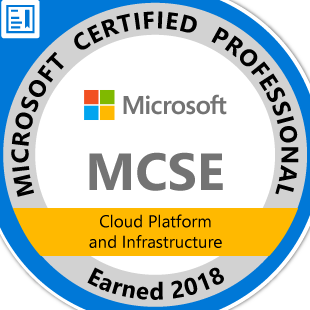 MICROSOFT CERTIFIED PROFESSIONAL
Microsoft
MCSE
Cloud Platform
and Infrastructure
Earned 2018